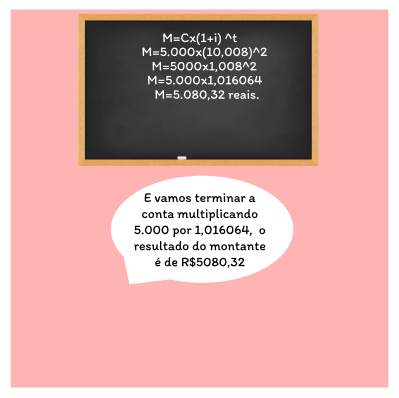 M=Cx(1+i) ^t
M=5.000x(10,008)^2
M=5000x1,008^2
M=5.000x1,016064
M=5.080,32 reais.
E vamos terminar a
conta multiplicando
5.000 por 1,016064, o
resultado do montante
é de R$5080,32